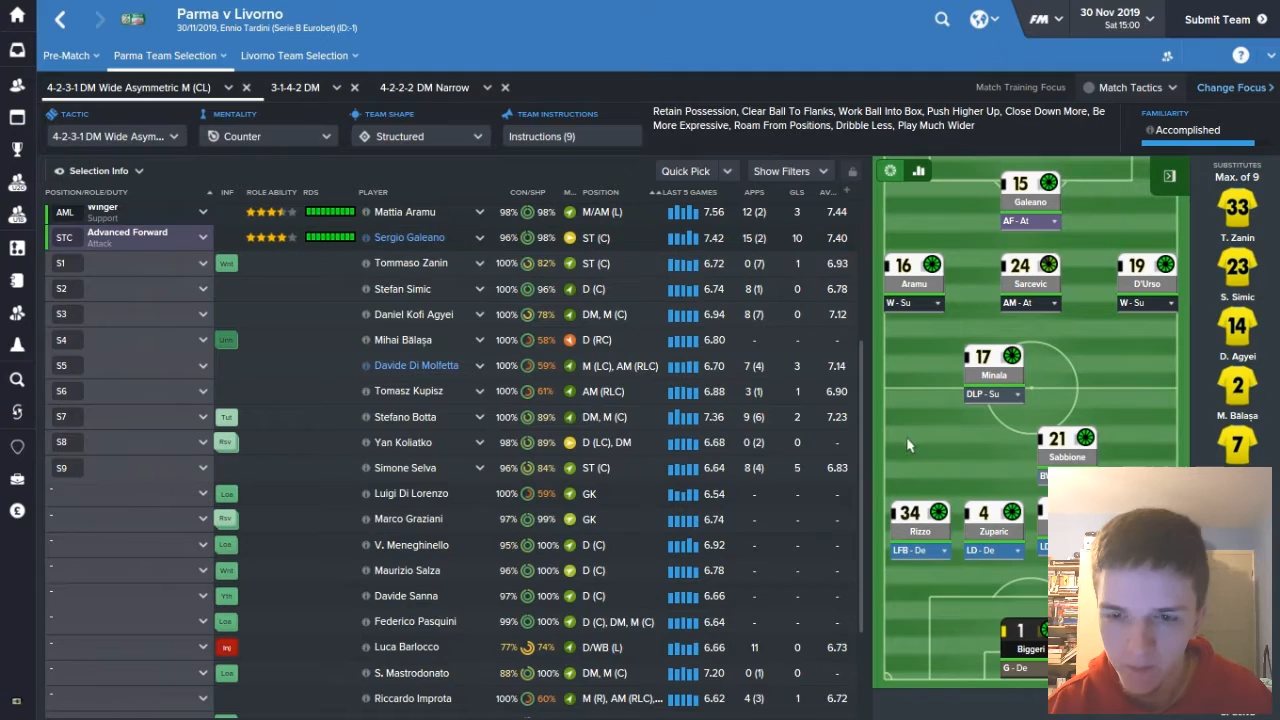 Parma v Livorno
30/11/2019, Ennio Tardini (Serie B Eurobet) (ID:-1)
FM
30 Nov 2019
Sat 15:00
Submit Team
Pre-Match
Parma Team Selection
Livorno Team Selection
4-2-3-1 DM Wide Asymmetric M (CL)
3-1-4-2 DM
4-2-2-2 DM Narrow
Match Training Focus
Match Tactics
Change Focus
TACTIC
MENTALITY
TEAM SHAPE
TEAM INSTRUCTIONS
4-2-3-1 DM Wide Asym...
Counter
Structured
Instructions (9)
Retain Possession, Clear Ball To Flanks, Work Ball Into Box, Push Higher Up, Close Down More, Be
More Expressive, Roam From Positions, Dribble Less, Play Much Wider
FAMILIARITY
Accomplished
Selection Info
Quick Pick
Show Filters
POSITION/ROLE/DUTY INF ROLE ABILITY RDS PLAYER CON/SHP M... POSITION LAST 5 GAMES APPS GLS AV...
AML Winger Support Mattia Aramu 98% 98% M/AM (L) 7.56 12 (2) 3 7.44
STC Advanced Forward Attack Sergio Galeano 96% 98% ST (C) 7.42 15 (2) 10 7.40
S1 Wnt Tommaso Zanin 100% 82% ST (C) 6.72 0 (7) 1 6.93
S2 Stefan Simic 100% 96% D (C) 6.74 8 (1) 0 6.78
S3 Daniel Kofi Agyei 100% 78% DM, M (C) 6.94 8 (7) 0 7.12
S4 Unh Mihai Bălașa 100% 58% D (RC) 6.80 - - -
S5 Davide Di Molfetta 100% 59% M (LC), AM (RLC) 6.70 7 (4) 3 7.14
S6 Tomasz Kupisz 100% 61% AM (RLC) 6.88 3 (1) 1 6.90
S7 Tut Stefano Botta 100% 89% DM, M (C) 7.36 9 (6) 2 7.23
S8 Rsv Yan Koliatko 98% 89% D (LC), DM 6.68 0 (2) 0 -
S9 Simone Selva 96% 84% ST (C) 6.64 8 (4) 5 6.83
- Loa Luigi Di Lorenzo 100% 59% GK 6.54 - - -
- Rsv Marco Graziani 97% 99% GK 6.74 - - -
- Loe V. Meneghinello 95% 100% D (C) 6.92 - - -
- Wnt Maurizio Salza 96% 100% D (C) 6.78 - - -
- Yth Davide Sanna 97% 100% D (C) 6.66 - - -
- Loe Federico Pasquini 99% 100% D (C), DM, M (C) 6.64 - - -
- Inj Luca Barlocco 77% 74% D/WB (L) 6.66 11 0 6.73
- Loa S. Mastrodonato 88% 100% DM, M (C) 7.20 0 (1) 0 -
- Riccardo Improta 100% 60% M (R), AM (RLC),... 6.62 4 (3) 1 6.72
15
Galeano
AF - At
16
Aramu
W - Su
24
Sarcevic
AM - At
19
D'Urso
W - Su
17
Minala
DLP - Su
21
Sabbione
34
Rizzo
LFB - De
4
Zuparic
LD - De
1
Biggeri
G - De
SUBSTITUTES
Max. of 9
33
T. Zanin
23
S. Simic
14
D. Agyei
2
M. Bălașa
7